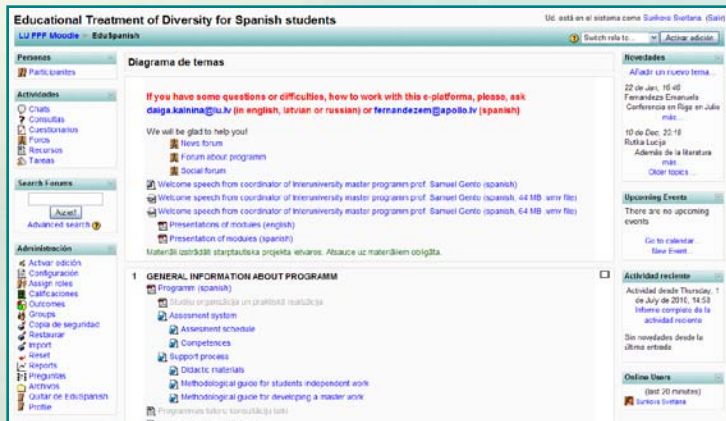 Educational Treatment of Diversity for Spanish students
Ud. está en el sistema como Sunkova Svetlana (Salir)
LU PPF Moodle ► EduSpanish
Switch role to...
Activar edición
Personas
Participantes
Actividades
Chats
Consultas
Cuestionarios
Foros
Recursos
Tareas
Search Forums
Advanced search
Administración
Activar edición
Configuración
Assign roles
Calificaciones
Outcomes
Groups
Copia de seguridad
Restaurar
Import
Reset
Reports
Preguntas
Archivos
Quitar de EduSpanish
Profile
Diagrama de temas
If you have some questions or difficulties, how to work with this e-platforms, please, ask
daiga.kalnina@lu.lv (in english, latvian or russian) or fernandezem@apollo.lv (spanish)
We will be glad to help you!
News forum
Forum about programm
Social forum
Welcome speech from coordinator of Interuniversity master programm prof. Samuel Gento (spanish)
Welcome speech from coordinator of Interuniversity master programm prof. Samuel Gento (spanish, 44 MB .wmv file)
Welcome speech from coordinator of Interuniversity master programm prof. Samuel Gento (spanish, 64 MB .vmv file)
Presentations of modules (english)
Presentation of modules (spanish)
Materiāli izstrādāti starptautiska projekta ietvaros. Atsauce uz materiāliem obligāta.
1 GENERAL INFORMATION ABOUT PROGRAMM
Programm (spanish)
Studiju organizācija un praktiskā realizācija
Assesment system
Assesment schedule
Competences
Support process
Didactic materials
Methodological guide for students independent work
Methodological guide for developing a master work
Programmas tutoru konsultāciju laiki
Novedades
Añadir un nuevo tema...
22 de Jan, 16:46
Fernandezs Emanuels
Conferencia en Riga en Julio
más...
10 de Dec, 23:18
Rutka Lucija
Además de la literatura
más...
Older topics ...
Upcoming Events
There are no upcoming
events
Go to calendar...
New Event...
Actividad reciente
Actividad desde Thursday, 1
de July de 2010, 14:53
Informe completo de la
actividad reciente
Sin novedades desde la
última entrada
Online Users
(last 20 minutes)
Sunkova Svetlana